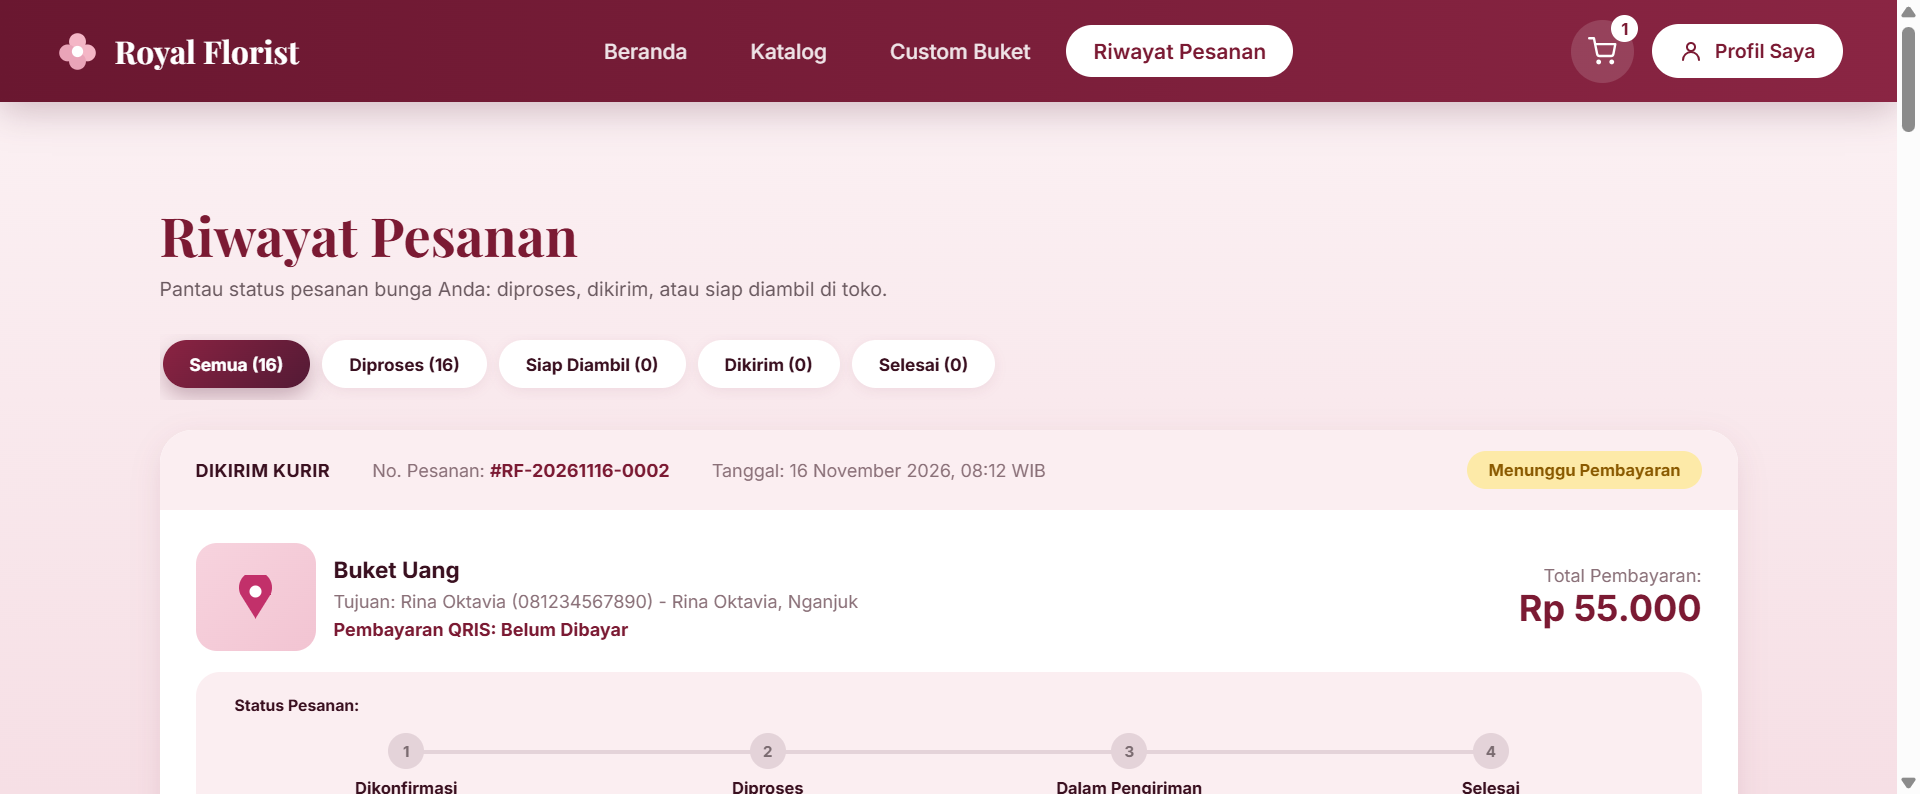 Royal Florist
Beranda
Katalog
Custom Buket
Riwayat Pesanan
1
Profil Saya
Riwayat Pesanan
Pantau status pesanan bunga Anda: diproses, dikirim, atau siap diambil di toko.
Semua (16)
Diproses (16)
Siap Diambil (0)
Dikirim (0)
Selesai (0)
DIKIRIM KURIR
No. Pesanan: #RF-20261116-0002
Tanggal: 16 November 2026, 08:12 WIB
Menunggu Pembayaran
Buket Uang
Tujuan: Rina Oktavia (081234567890) - Rina Oktavia, Nganjuk
Pembayaran QRIS: Belum Dibayar
Total Pembayaran:
Rp 55.000
Status Pesanan:
1
2
3
4
Dikonfirmasi
Diproses
Dalam Pengiriman
Selesai